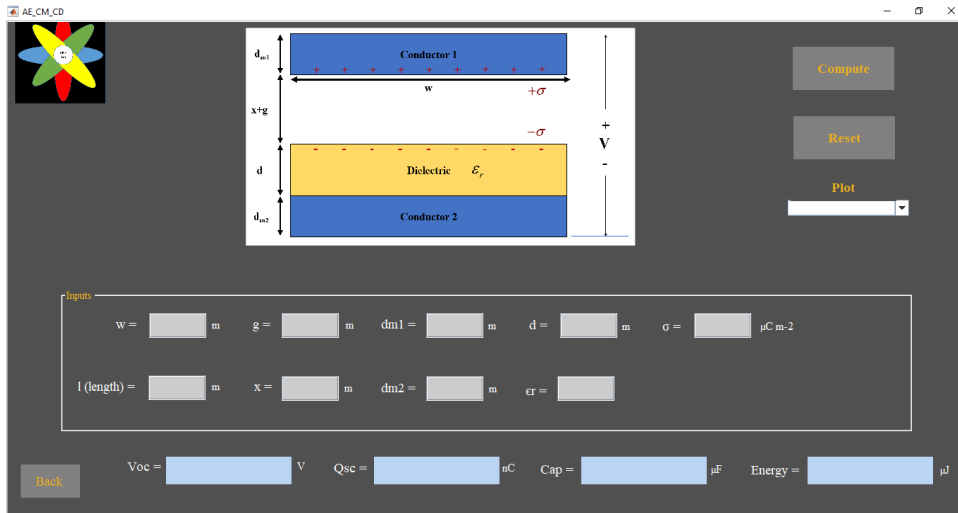 AE_CM_CD
dm1
Conductor 1
+ + + + + + + + +
w
+σ
x+g
−σ
+
V
-
- - - - - - - - -
d
Dielectric εr
dm2
Conductor 2
Compute
Reset
Plot
Inputs
w = m g = m dm1 = m d = m σ = μC m-2
l (length) = m x = m dm2 = m εr =
Back
Voc = V Qsc = nC Cap = μF Energy = μJ